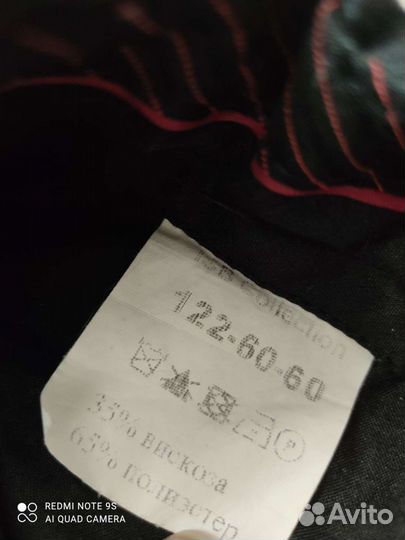 Collection
122-60-60
35% вискоза
65% полиэстер
REDMI NOTE 9S
AI QUAD CAMERA
Avito